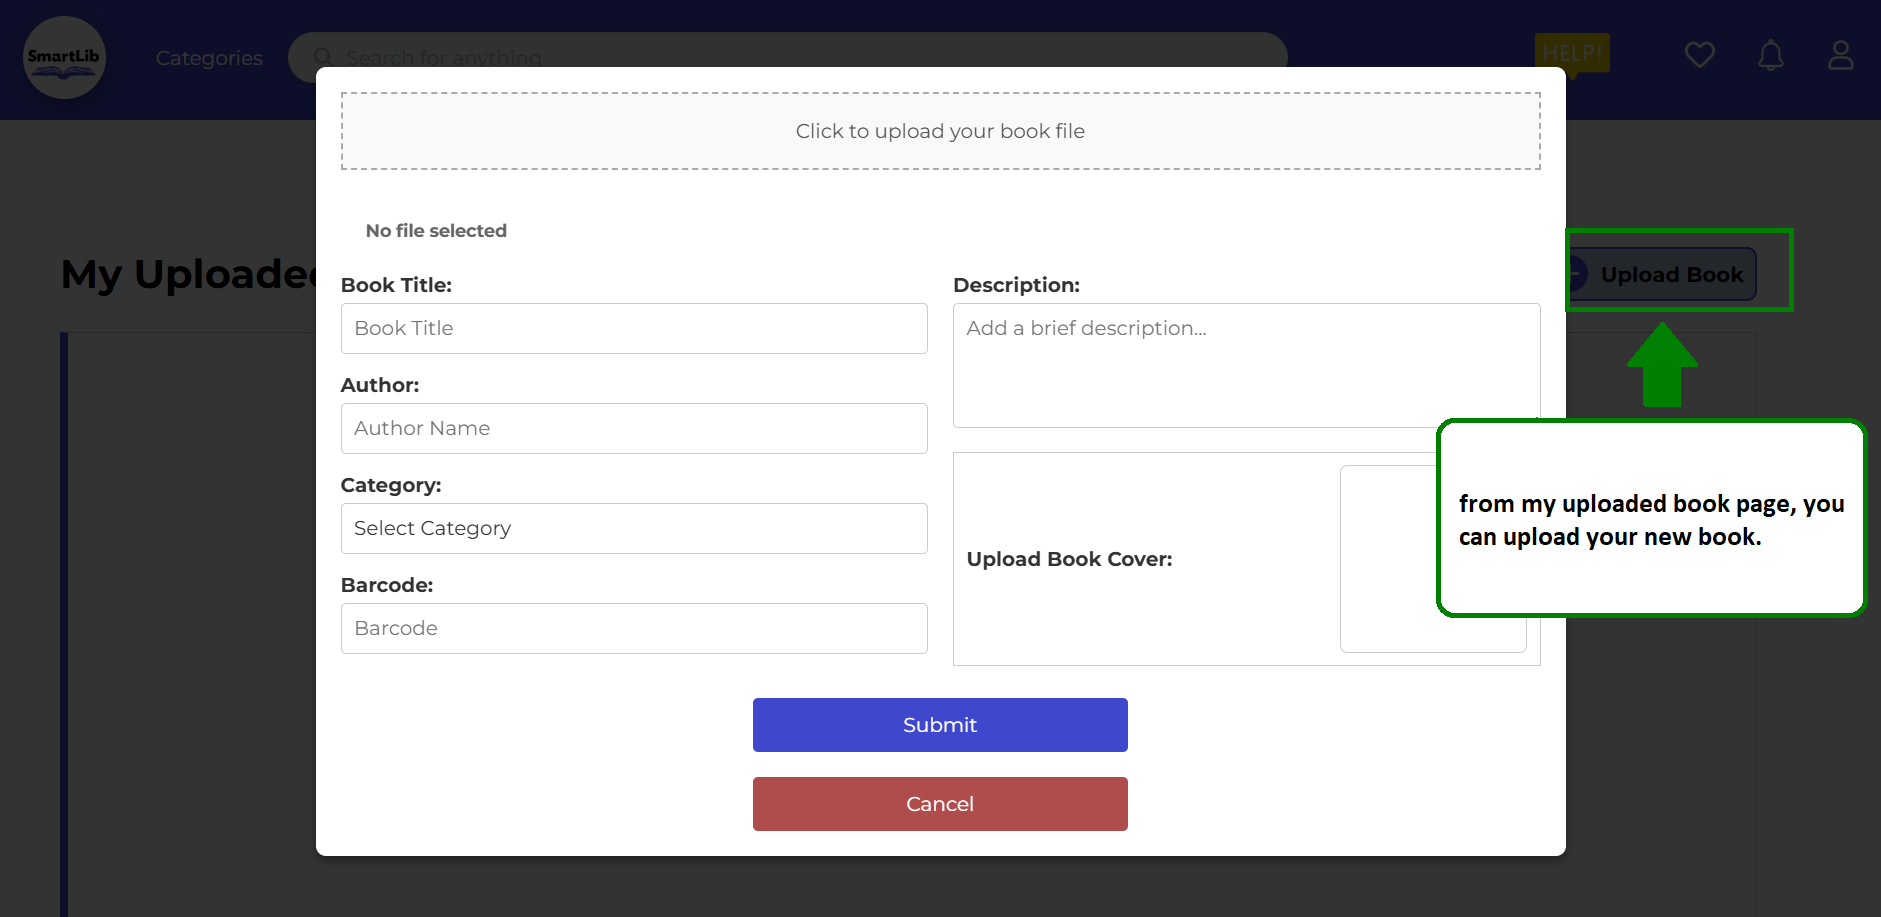 SmartLib
Categories
Search for anything
HELP!
Click to upload your book file
No file selected
My Uploaded
Upload Book
Book Title:
Book Title
Author:
Author Name
Category:
Select Category
Barcode:
Barcode
Description:
Add a brief description...
Upload Book Cover:
from my uploaded book page, you
can upload your new book.
Submit
Cancel